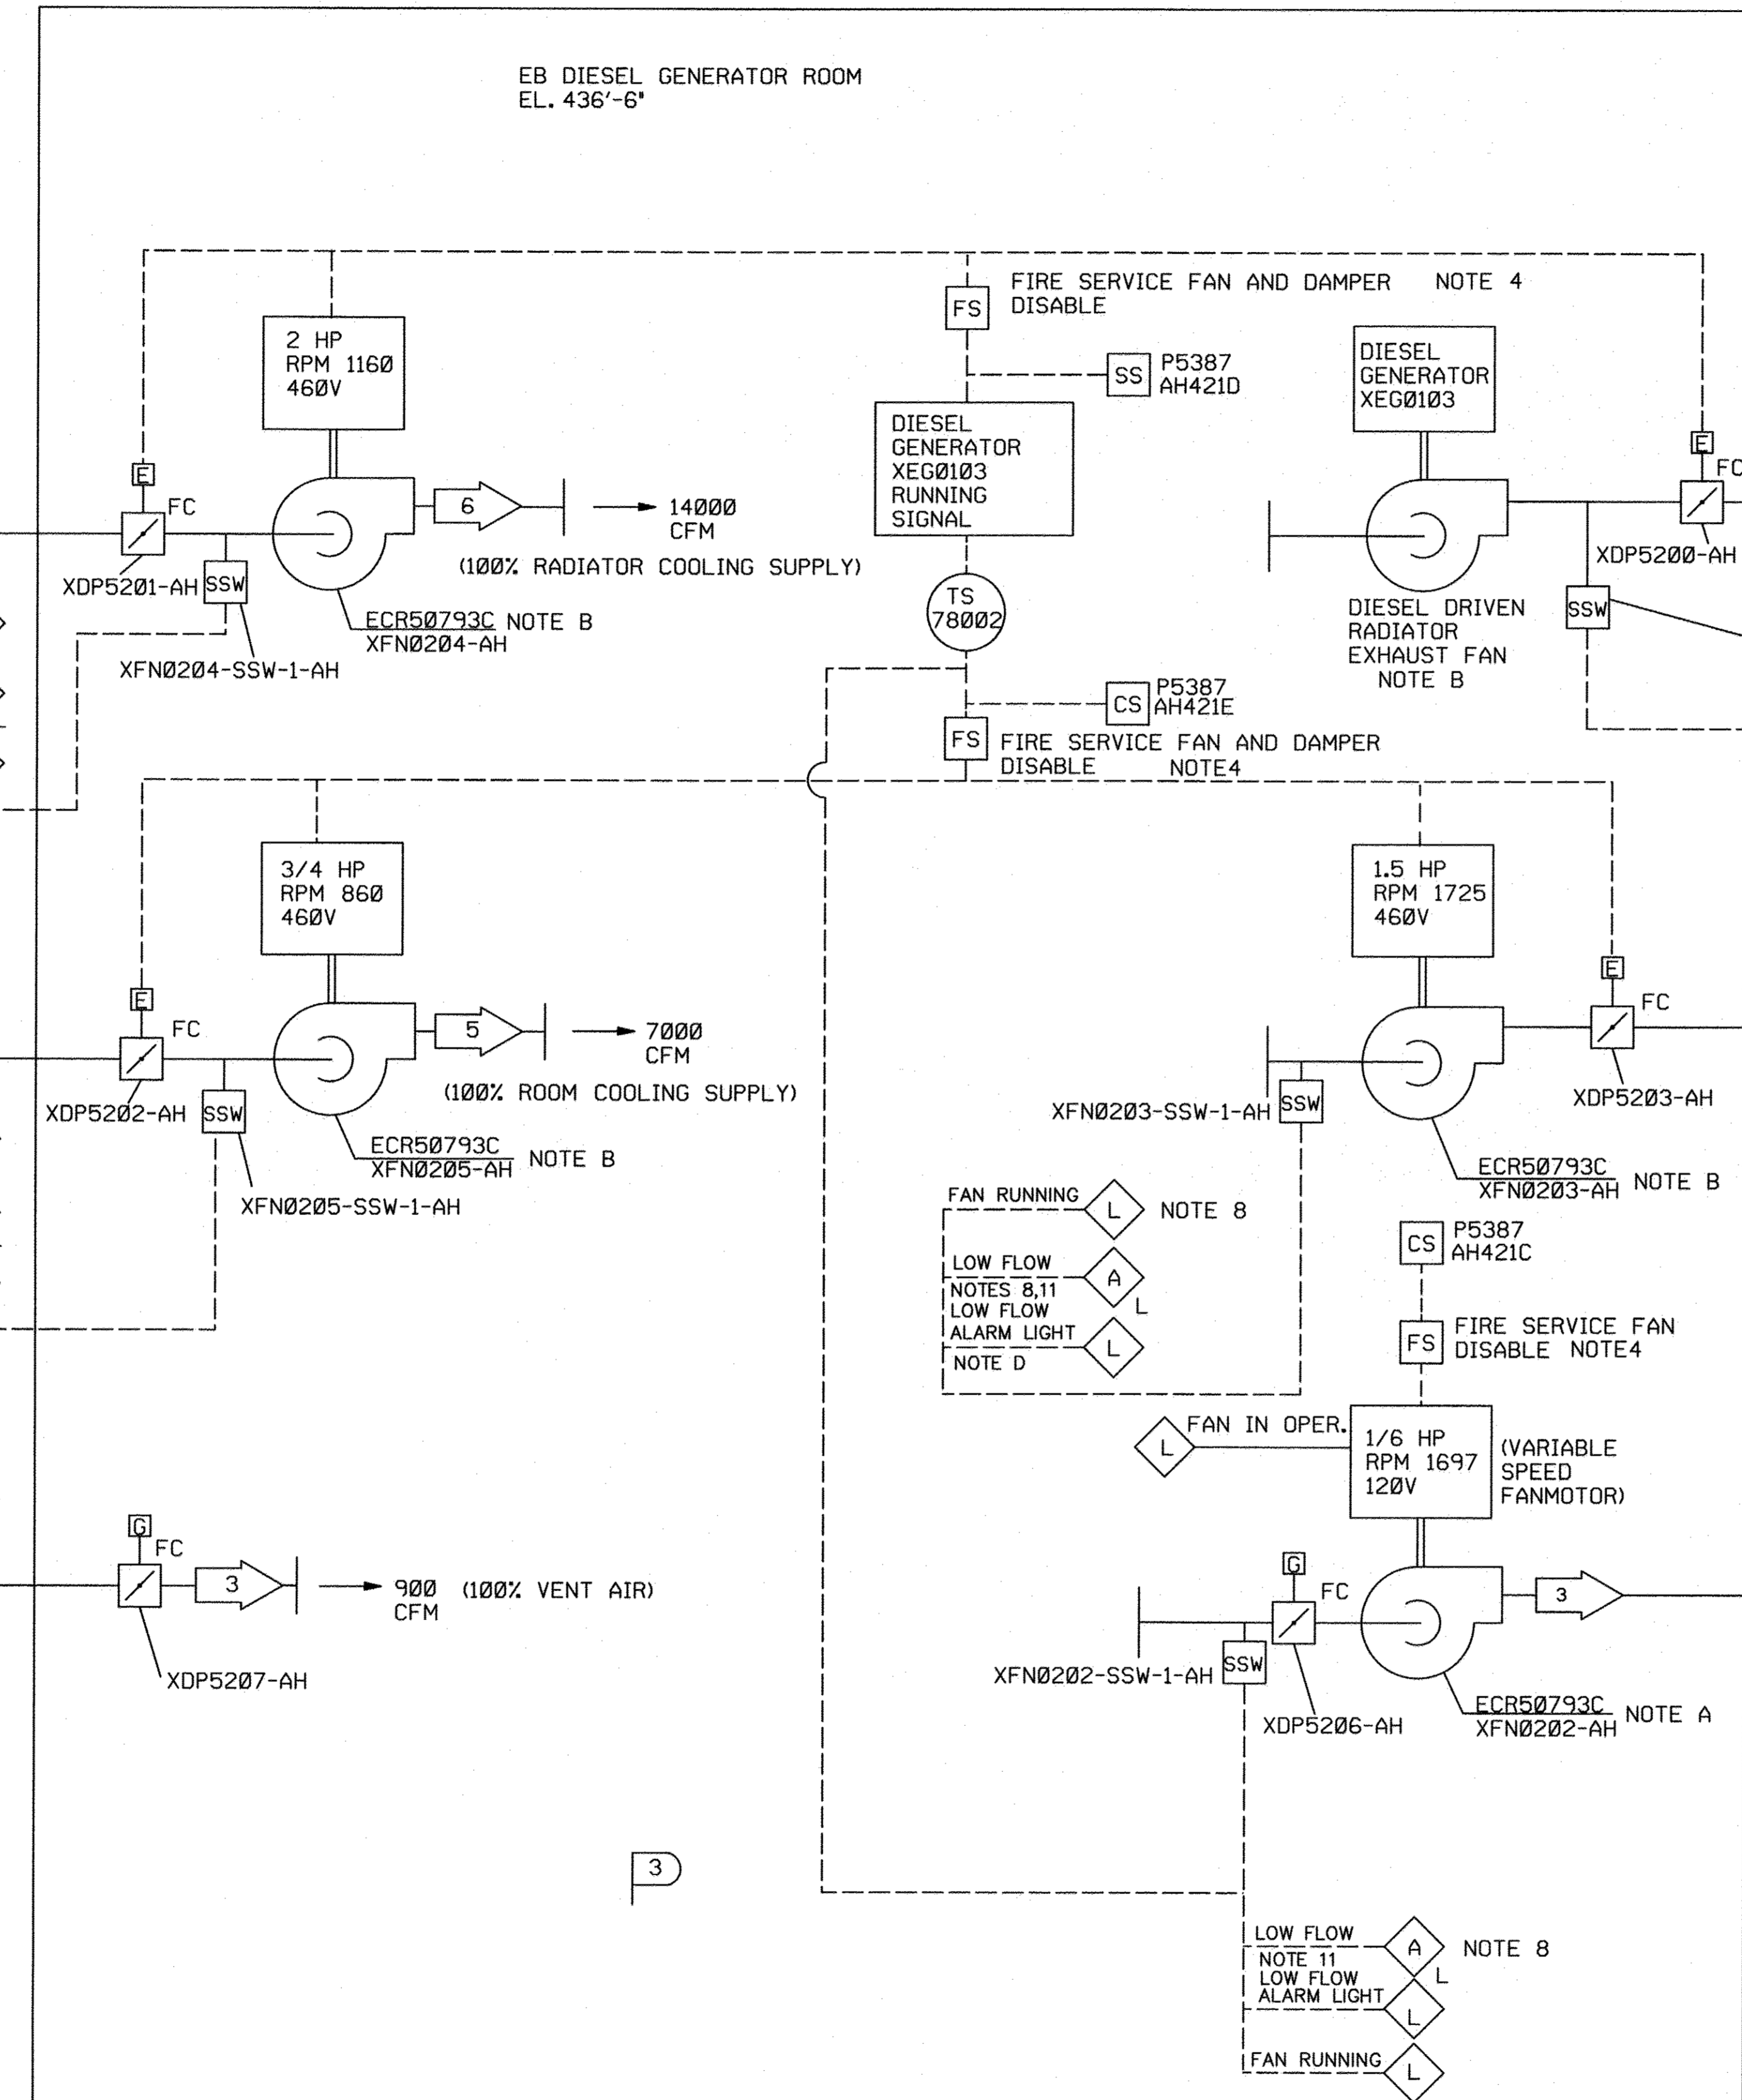 EB DIESEL GENERATOR ROOM
EL. 436'-6"
FIRE SERVICE FAN AND DAMPER NOTE 4
DISABLE
FS
SS
P5387
AH421D
2 HP
RPM 1160
460V
DIESEL
GENERATOR
XEG0103
RUNNING
SIGNAL
DIESEL
GENERATOR
XEG0103
E
FC
XDP5201-AH
SSW
XFN0204-SSW-1-AH
6
14000
CFM
(100% RADIATOR COOLING SUPPLY)
ECR50793C NOTE B
XFN0204-AH
TS
78002
E
FC
XDP5200-AH
SSW
DIESEL DRIVEN
RADIATOR
EXHAUST FAN
NOTE B
CS
P5387
AH421E
FS
FIRE SERVICE FAN AND DAMPER
DISABLE NOTE4
3/4 HP
RPM 860
460V
1.5 HP
RPM 1725
460V
E
FC
XDP5202-AH
SSW
XFN0205-SSW-1-AH
5
7000
CFM
(100% ROOM COOLING SUPPLY)
ECR50793C
XFN0205-AH NOTE B
E
FC
XDP5203-AH
XFN0203-SSW-1-AH
SSW
ECR50793C
XFN0203-AH NOTE B
FAN RUNNING
L
NOTE 8
LOW FLOW
A
L
NOTES 8,11
LOW FLOW
ALARM LIGHT
L
NOTE D
CS
P5387
AH421C
FS
FIRE SERVICE FAN
DISABLE NOTE4
L
FAN IN OPER.
1/6 HP
RPM 1697
120V
(VARIABLE
SPEED
FANMOTOR)
G
FC
3
900 (100% VENT AIR)
CFM
XDP5207-AH
G
FC
3
XFN0202-SSW-1-AH
SSW
XDP5206-AH
ECR50793C
XFN0202-AH NOTE A
3
LOW FLOW
A
L
NOTE 8
NOTE 11
LOW FLOW
ALARM LIGHT
L
FAN RUNNING
L